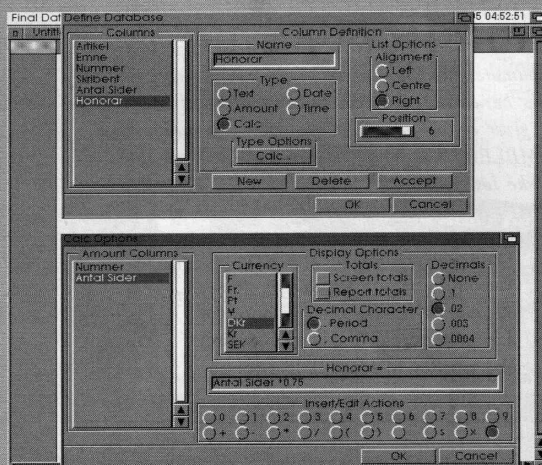 Final Dat
Define Database
5 04:52:51
n
Untitl
Columns
Artikel
Emne
Nummer
Skribent
Antal Sider
Honorar
Column Definition
Name
Honorar
Type
Text
Date
Amount
Time
Calc
Type Options
Calc...
List Options
Alignment
Left
Centre
Right
Position
6
New
Delete
Accept
OK
Cancel
Calc Options
Amount Columns
Nummer
Antal Sider
Display Options
Currency
£
Fr.
Pt
¥
DKr
Kr
SEK
Totals
Screen totals
Report totals
Decimal Character
. Period
, Comma
Decimals
None
.1
.02
.003
.0004
Honorar =
Antal Sider *0.75
Insert/Edit Actions
0 1 2 3 4 5 6 7 8 9
+ - * / ( ) . s x
OK
Cancel